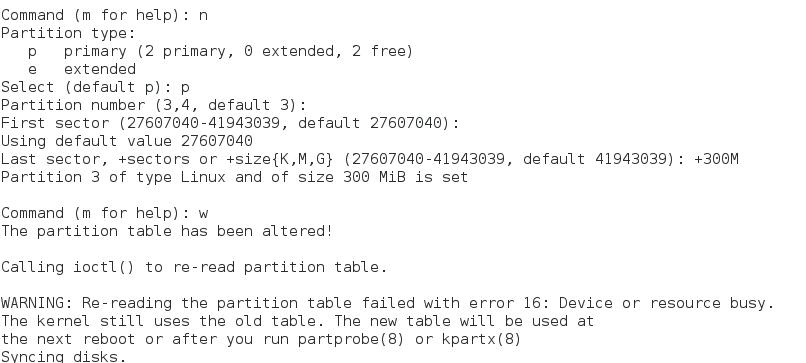 Command (m for help): n
Partition type:
   p   primary (2 primary, 0 extended, 2 free)
   e   extended
Select (default p): p
Partition number (3,4, default 3):
First sector (27607040-41943039, default 27607040):
Using default value 27607040
Last sector, +sectors or +size{K,M,G} (27607040-41943039, default 41943039): +300M
Partition 3 of type Linux and of size 300 MiB is set

Command (m for help): w
The partition table has been altered!

Calling ioctl() to re-read partition table.

WARNING: Re-reading the partition table failed with error 16: Device or resource busy.
The kernel still uses the old table. The new table will be used at
the next reboot or after you run partprobe(8) or kpartx(8)
Syncing disks.